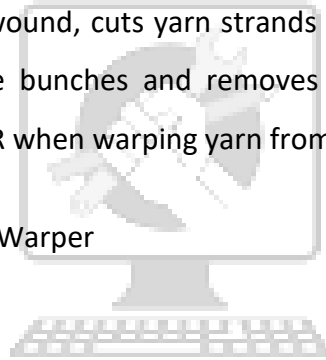 wound, cuts yarn strands
e bunches and removes
R when warping yarn from
Warper